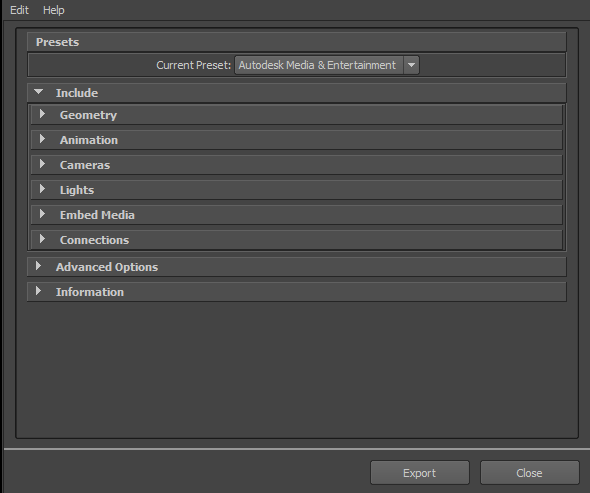 Edit Help
Presets
Current Preset: Autodesk Media & Entertainment
Include
Geometry
Animation
Cameras
Lights
Embed Media
Connections
Advanced Options
Information
Export Close